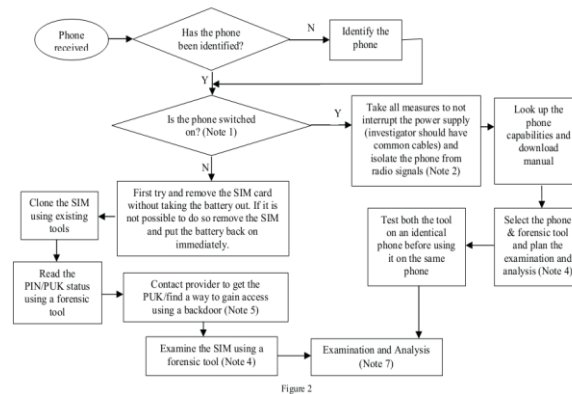 Phone
received
Has the phone
been identified?
N
Identify the
phone
Y
Is the phone switched
on? (Note 1)
Y
Take all measures to not
interrupt the power supply
(investigator should have
common cables) and
isolate the phone from
radio signals (Note 2)
Look up the
phone
capabilities and
download
manual
N
First try and remove the SIM card
without taking the battery out. If it is
not possible to do so remove the SIM
and put the battery back on
immediately.
Clone the SIM
using existing
tools
Test both the tool
on an identical
phone before using
it on the same
phone
Select the phone
& forensic tool
and plan the
examination and
analysis (Note 4)
Read the
PIN/PUK status
using a forensic
tool
Contact provider to get the
PUK/find a way to gain access
using a backdoor (Note 5)
Examine the SIM using a
forensic tool (Note 4)
Examination and Analysis
(Note 7)
Figure 2